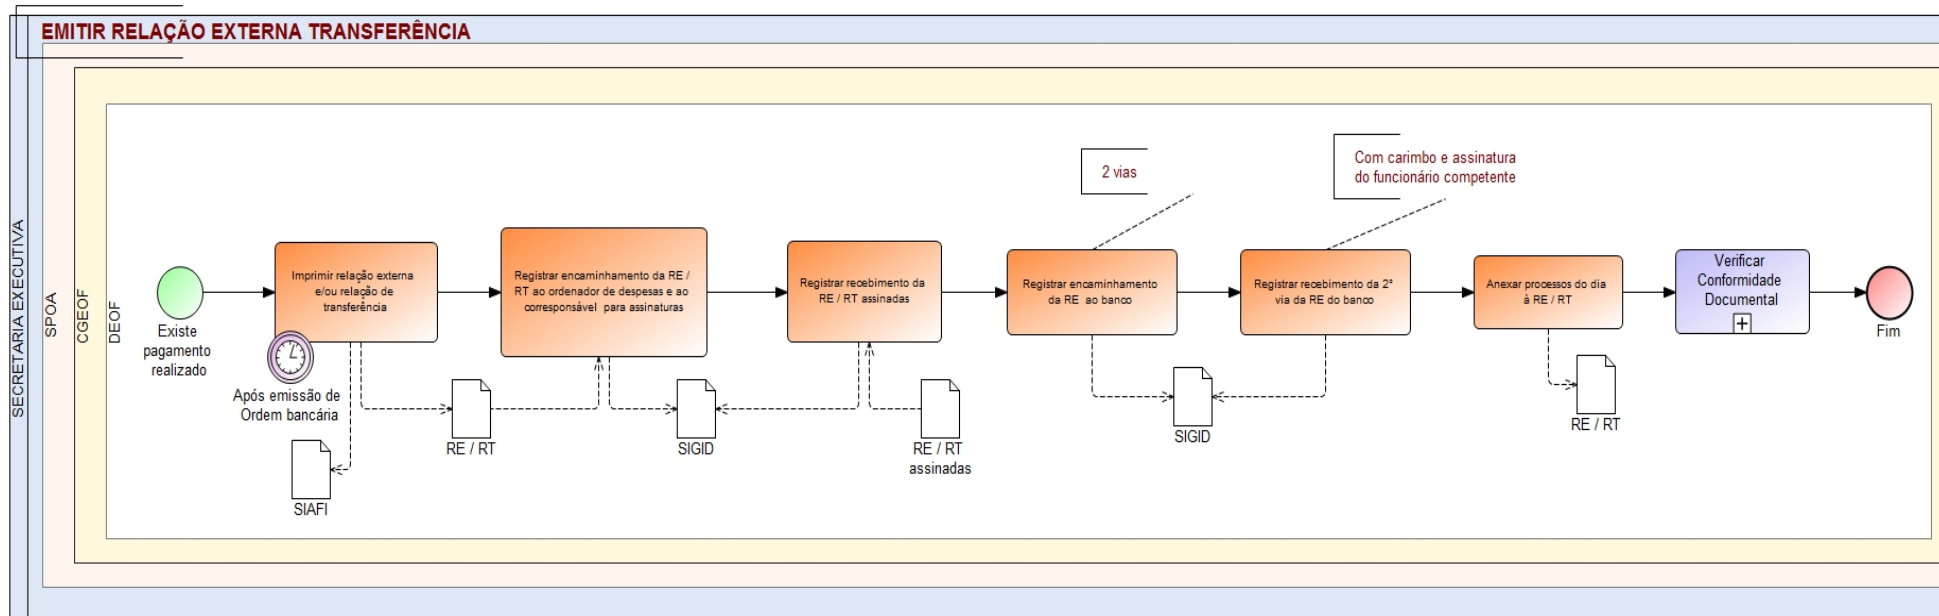 EMITIR RELAÇÃO EXTERNA TRANSFERÊNCIA
SECRETARIA EXECUTIVA
SPOA
CGEOF
DEOF
Existe
pagamento
realizado
Imprimir relação externa
e/ou relação de
transferência
Após emissão de
Ordem bancária
SIAFI
RE / RT
Registrar encaminhamento da RE /
RT ao ordenador de despesas e ao
corresponsável para assinaturas
SIGID
Registrar recebimento da
RE / RT assinadas
RE / RT
assinadas
2 vias
Registrar encaminhamento
da RE ao banco
SIGID
Com carimbo e assinatura
do funcionário competente
Registrar recebimento da 2°
via da RE do banco
Anexar processos do dia
à RE / RT
RE / RT
Verificar
Conformidade
Documental
Fim